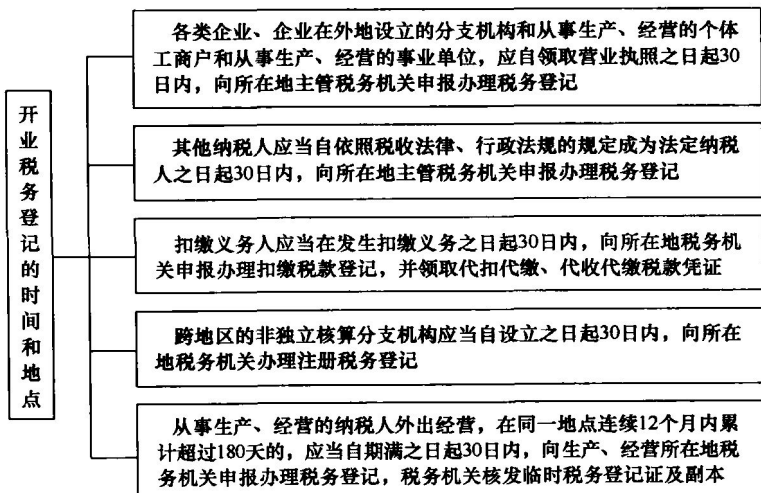 开业税务登记的时间和地点
各类企业、企业在外地设立的分支机构和从事生产、经营的个体
工商户和从事生产、经营的事业单位，应自领取营业执照之日起30
日内，向所在地主管税务机关申报办理税务登记
其他纳税人应当自依照税收法律、行政法规的规定成为法定纳税
人之日起30日内，向所在地主管税务机关申报办理税务登记
扣缴义务人应当在发生扣缴义务之日起30日内，向所在地税务机
关申报办理扣缴税款登记，并领取代扣代缴、代收代缴税款凭证
跨地区的非独立核算分支机构应当自设立之日起30日内，向所在
地税务机关办理注册税务登记
从事生产、经营的纳税人外出经营，在同一地点连续12个月内累
计超过180天的，应当自期满之日起30日内，向生产、经营所在地税
务机关申报办理税务登记，税务机关核发临时税务登记证及副本